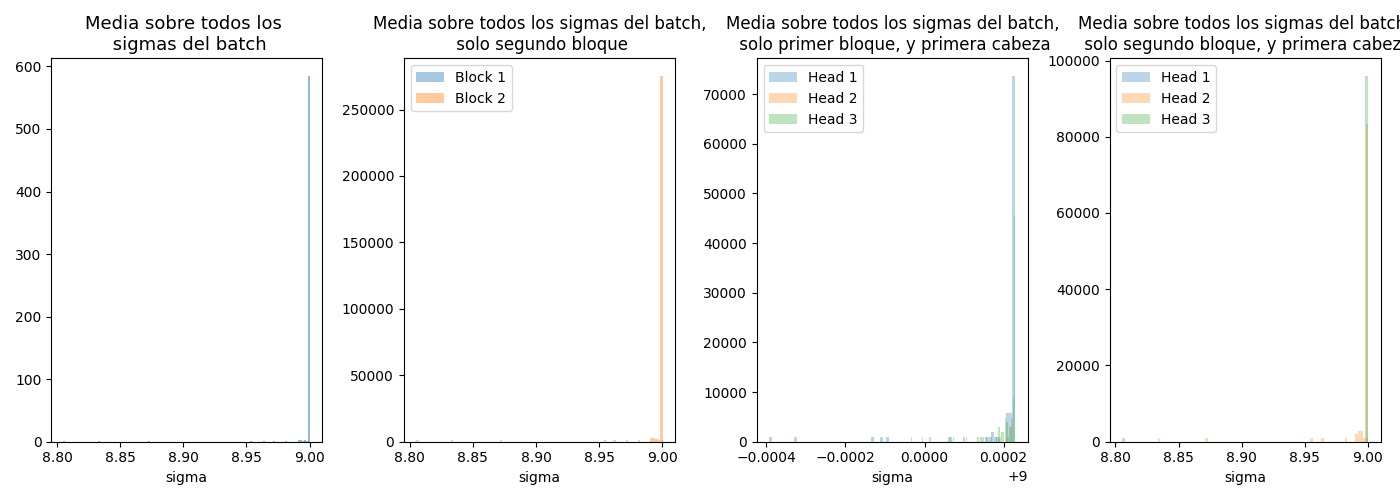 Media sobre todos los
sigmas del batch
600
500
400
300
200
100
0
8.80 8.85 8.90 8.95 9.00
sigma
Media sobre todos los sigmas del batch,
solo segundo bloque
Block 1
Block 2
250000
200000
150000
100000
50000
0
8.80 8.85 8.90 8.95 9.00
sigma
Media sobre todos los sigmas del batch,
solo primer bloque, y primera cabeza
Head 1
Head 2
Head 3
70000
60000
50000
40000
30000
20000
10000
0
−0.0004 −0.0002 0.0000 0.0002
sigma
+9
Media sobre todos los sigmas del batch
solo segundo bloque, y primera cabez
Head 1
Head 2
Head 3
100000
80000
60000
40000
20000
0
8.80 8.85 8.90 8.95 9.00
sigma